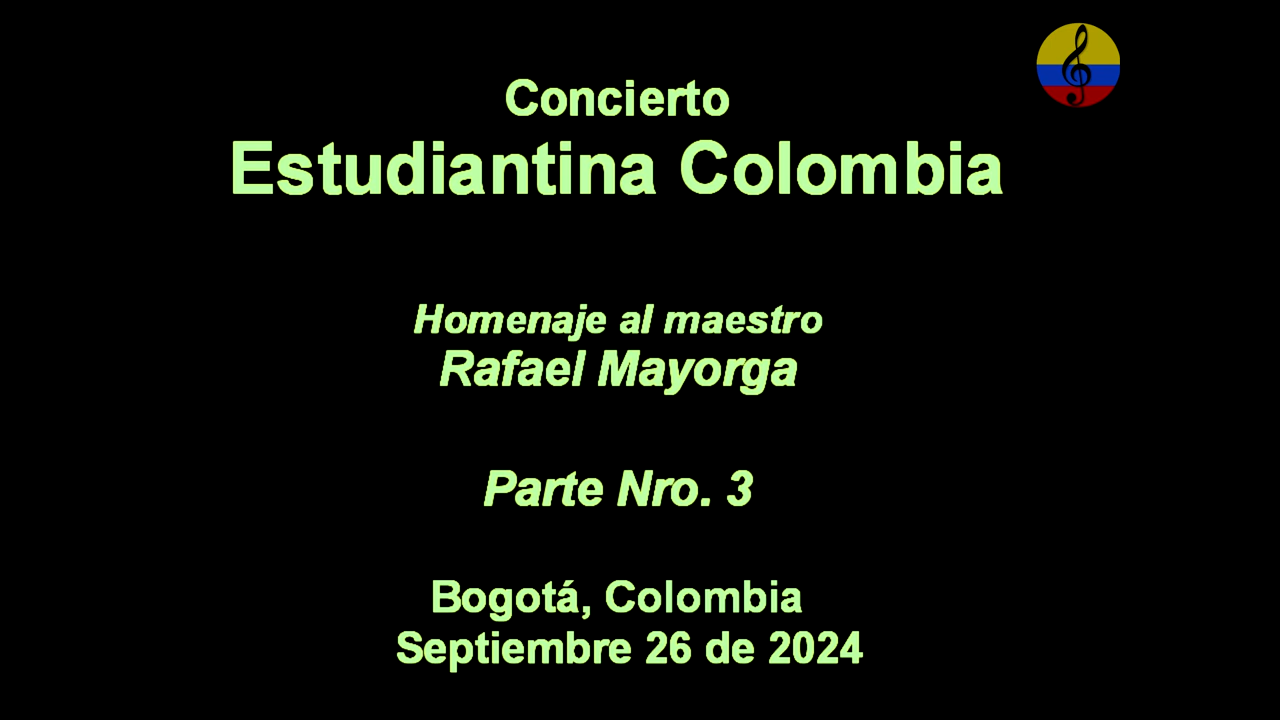 Concierto
Estudiantina Colombia
Homenaje al maestro
Rafael Mayorga
Parte Nro. 3
Bogotá, Colombia
Septiembre 26 de 2024